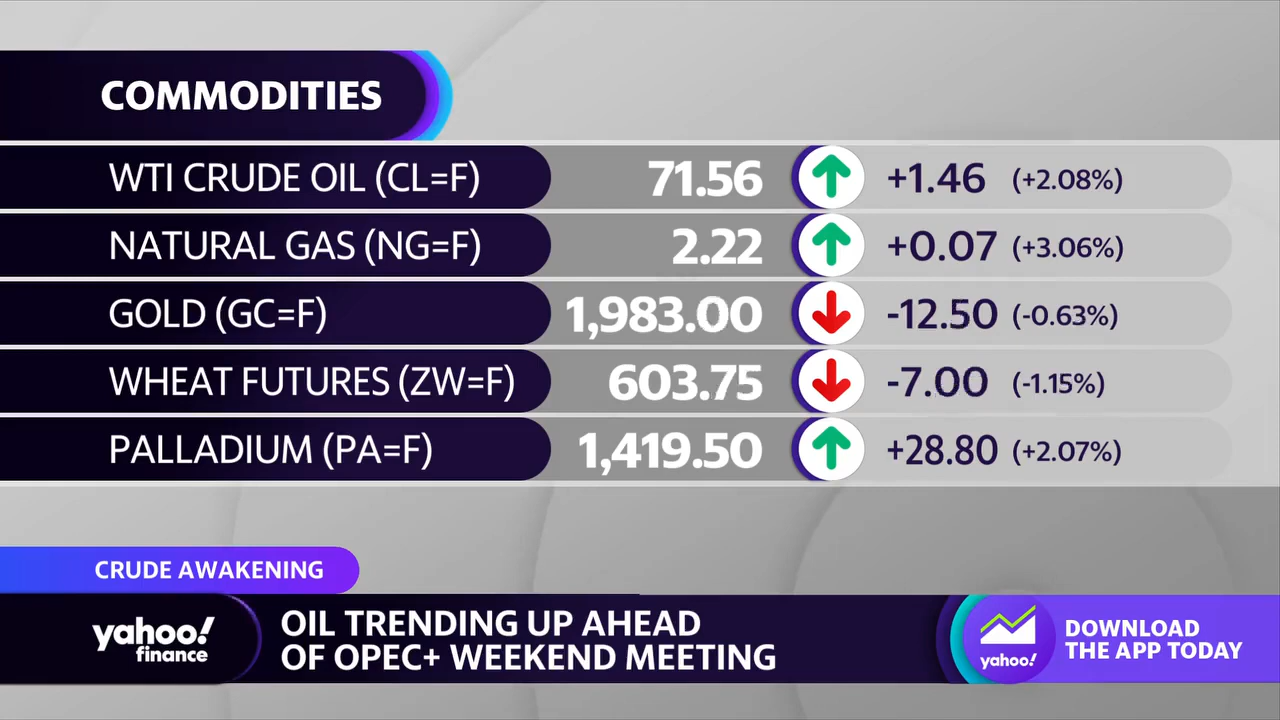 COMMODITIES
WTI CRUDE OIL (CL=F) 71.56 +1.46 (+2.08%)
NATURAL GAS (NG=F) 2.22 +0.07 (+3.06%)
GOLD (GC=F) 1,983.00 -12.50 (-0.63%)
WHEAT FUTURES (ZW=F) 603.75 -7.00 (-1.15%)
PALLADIUM (PA=F) 1,419.50 +28.80 (+2.07%)
CRUDE AWAKENING
yahoo!
finance
OIL TRENDING UP AHEAD
OF OPEC+ WEEKEND MEETING
yahoo!
DOWNLOAD
THE APP TODAY